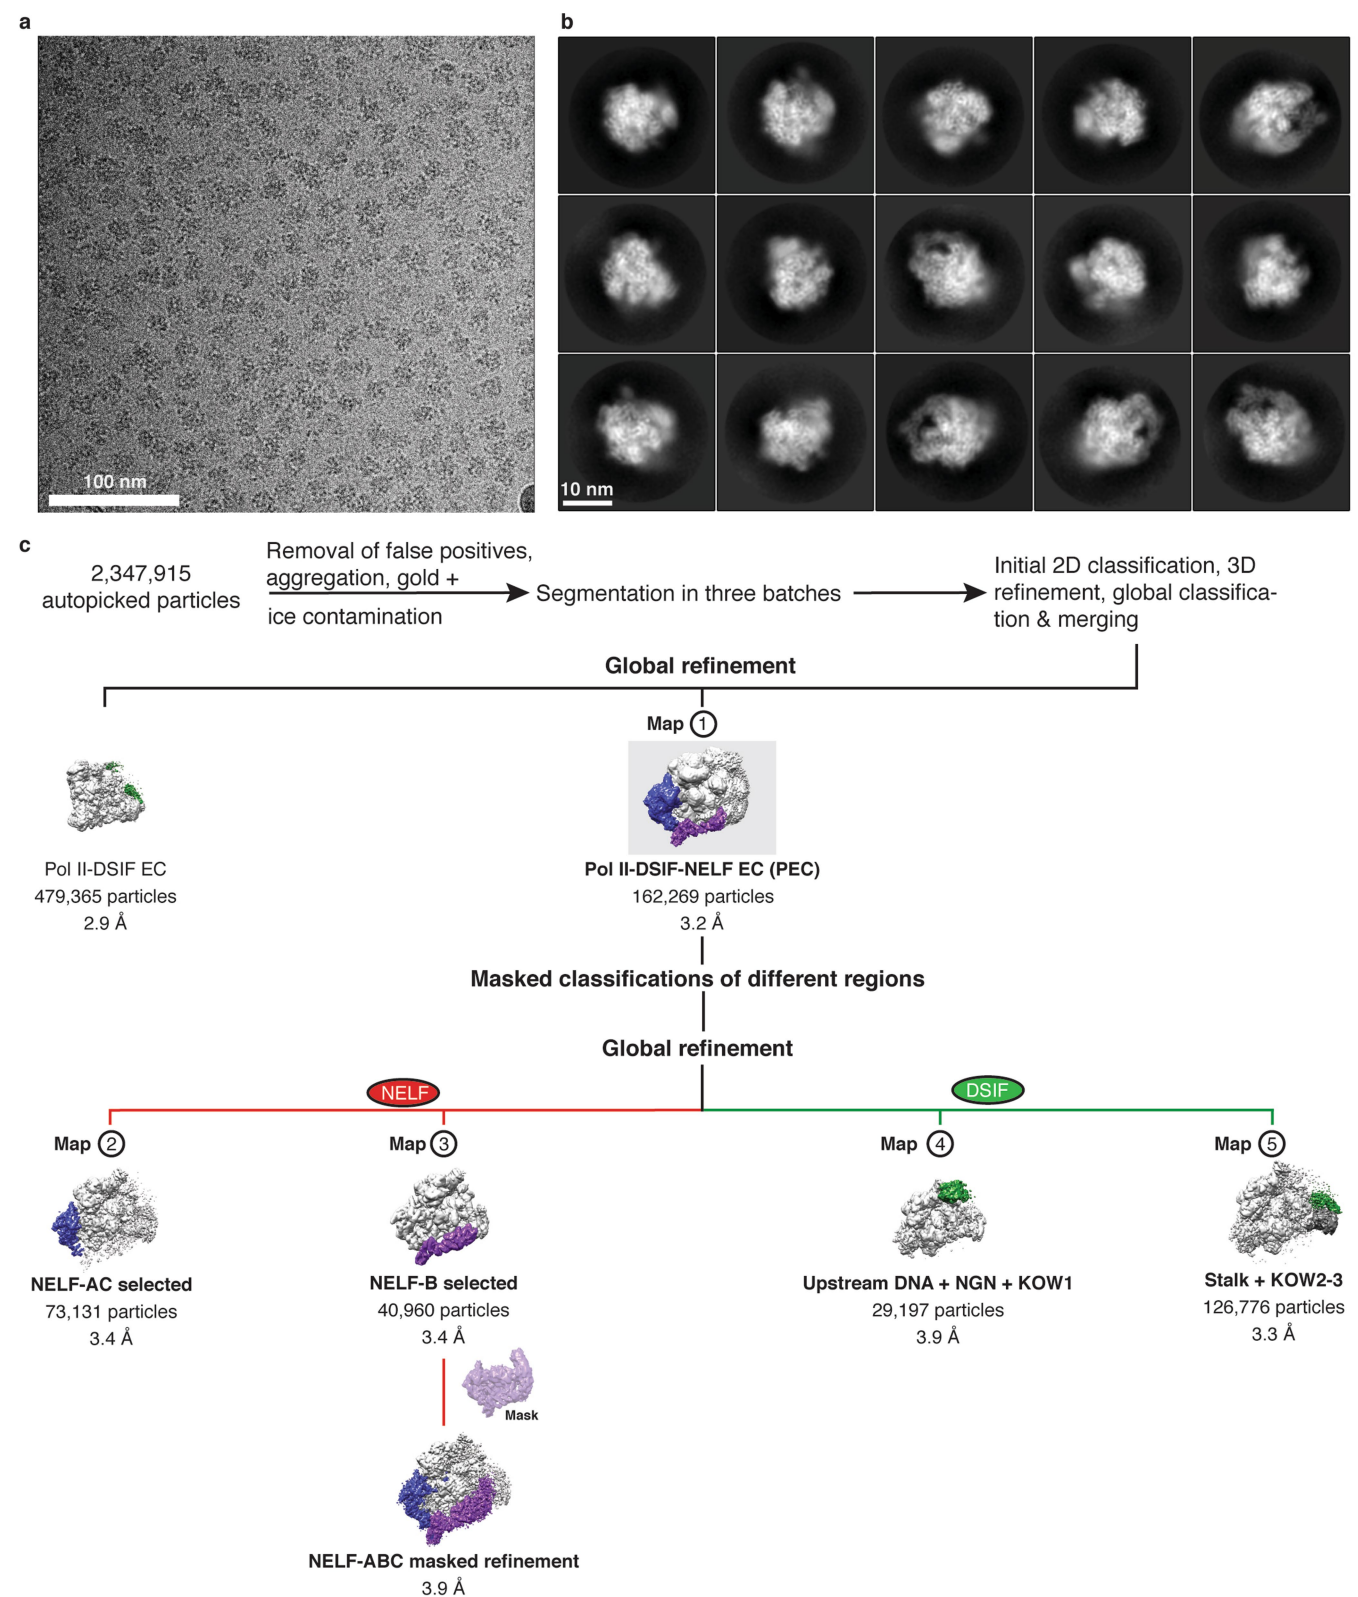 a
b
100 nm
10 nm
c
2,347,915
autopicked particles
Removal of false positives,
aggregation, gold +
ice contamination
Segmentation in three batches
Initial 2D classification, 3D
refinement, global classifica-
tion & merging
Global refinement
Map 1
Pol II-DSIF EC
479,365 particles
2.9 Å
Pol II-DSIF-NELF EC (PEC)
162,269 particles
3.2 Å
Masked classifications of different regions
Global refinement
NELF
DSIF
Map 2
Map 3
Map 4
Map 5
NELF-AC selected
73,131 particles
3.4 Å
NELF-B selected
40,960 particles
3.4 Å
Upstream DNA + NGN + KOW1
29,197 particles
3.9 Å
Stalk + KOW2-3
126,776 particles
3.3 Å
Mask
NELF-ABC masked refinement
3.9 Å